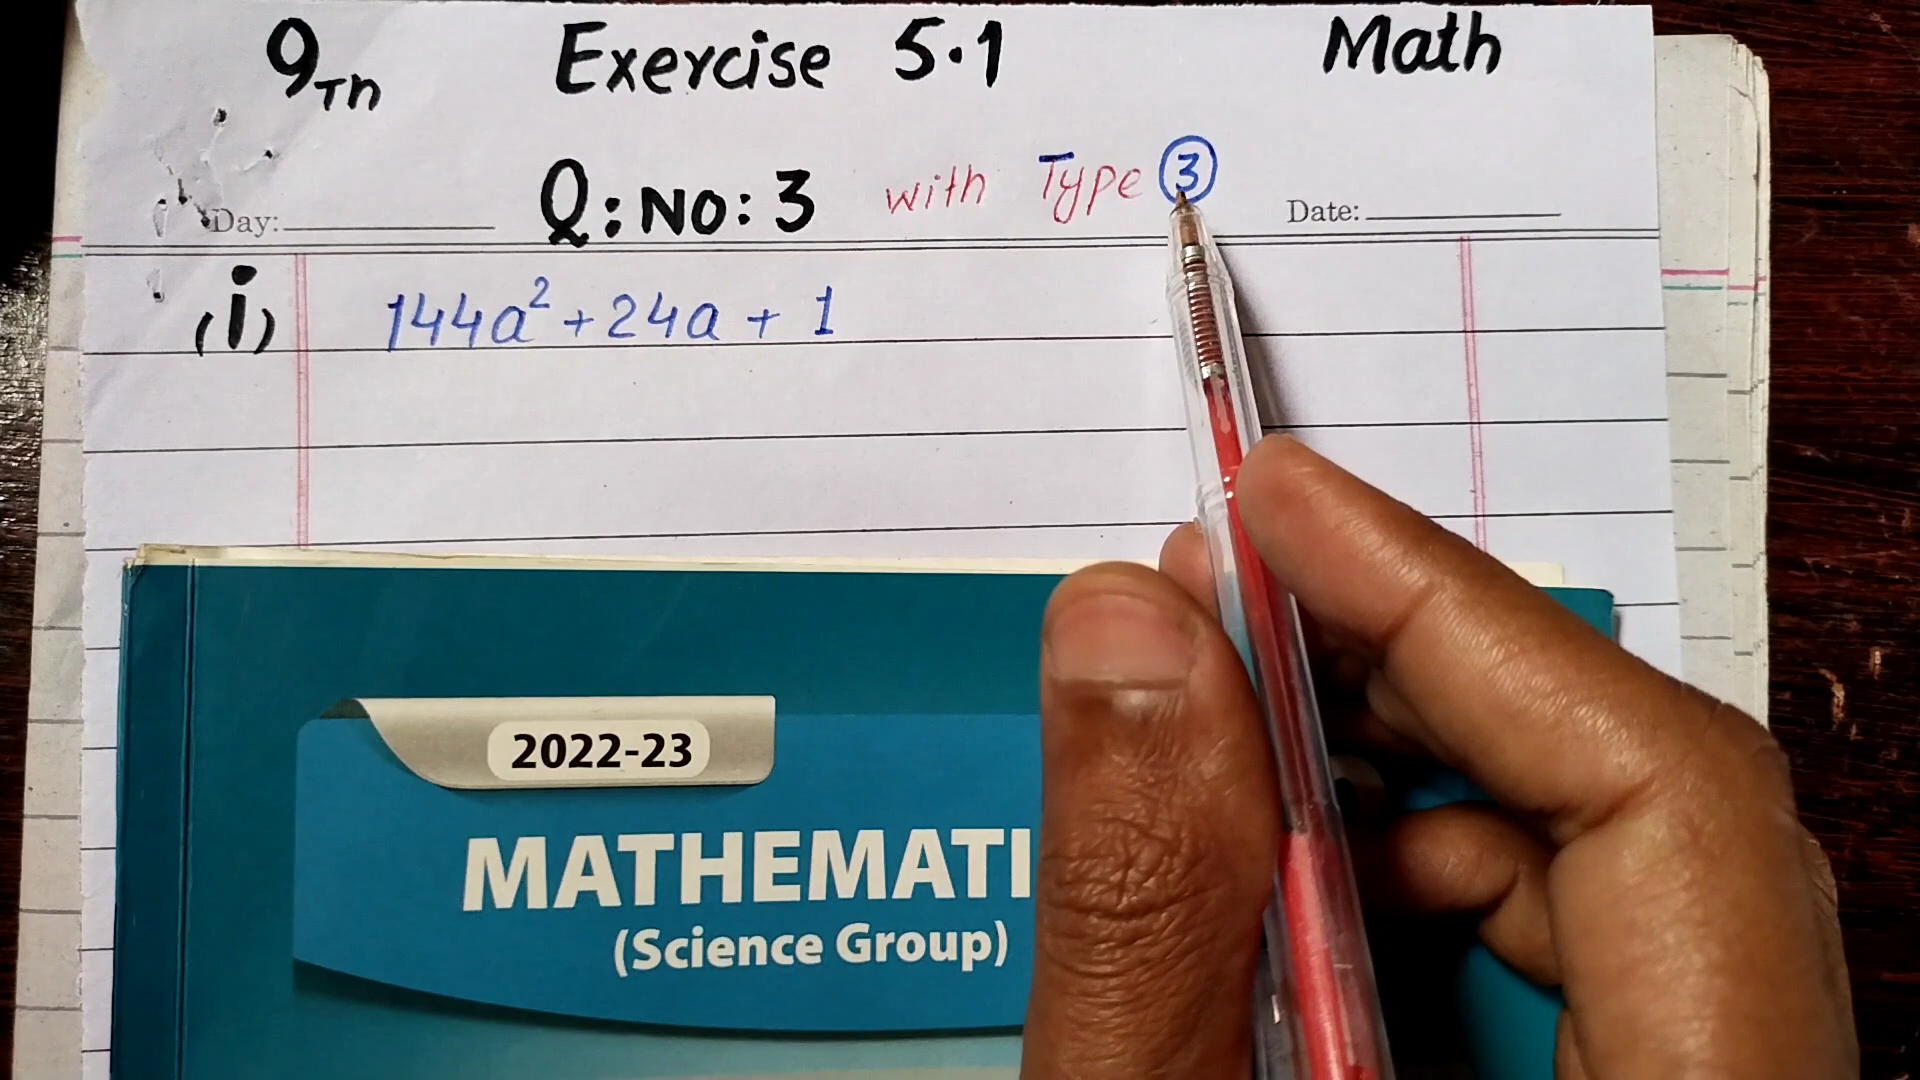 9Th Exercise 5.1 Math
Q:No:3 with Type 3
Day: Date:
(i) 144a² + 24a + 1
2022-23
MATHEMATI
(Science Group)